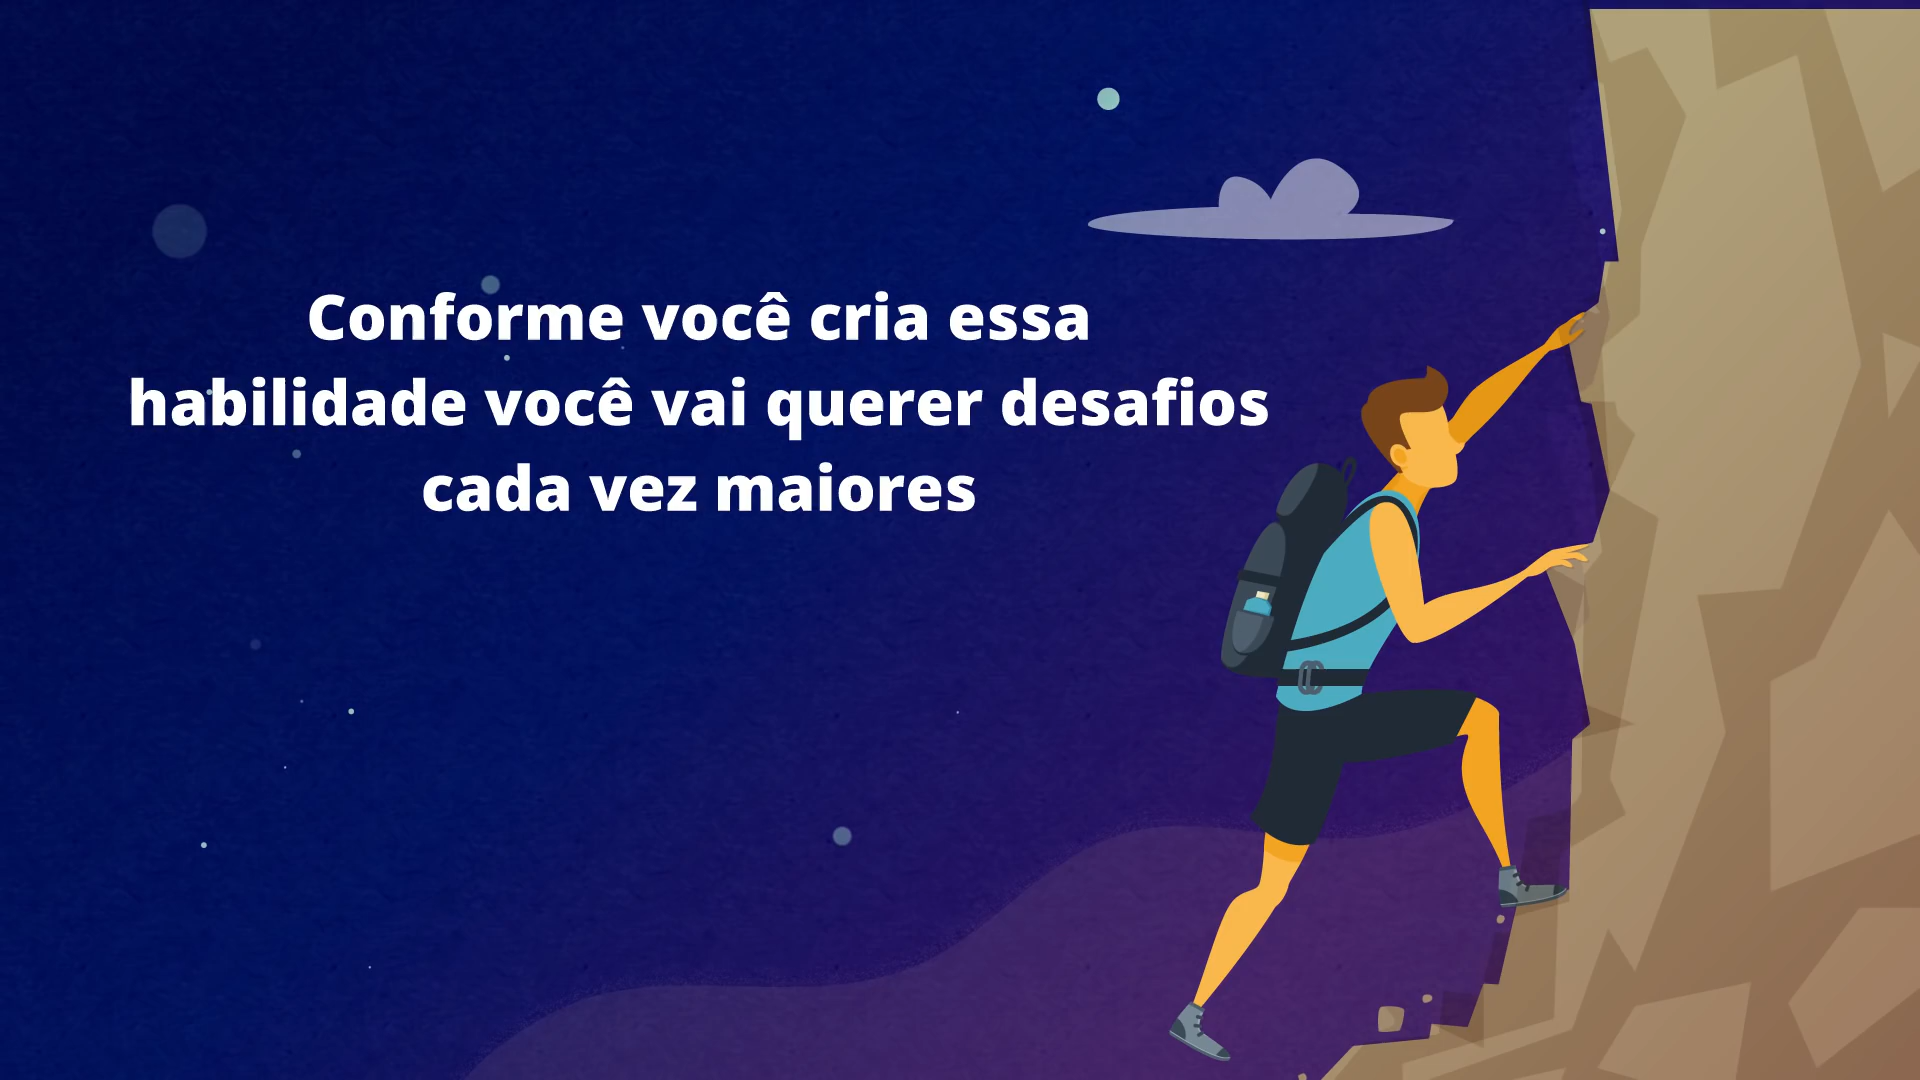 Conforme você cria essa
habilidade você vai querer desafios
cada vez maiores